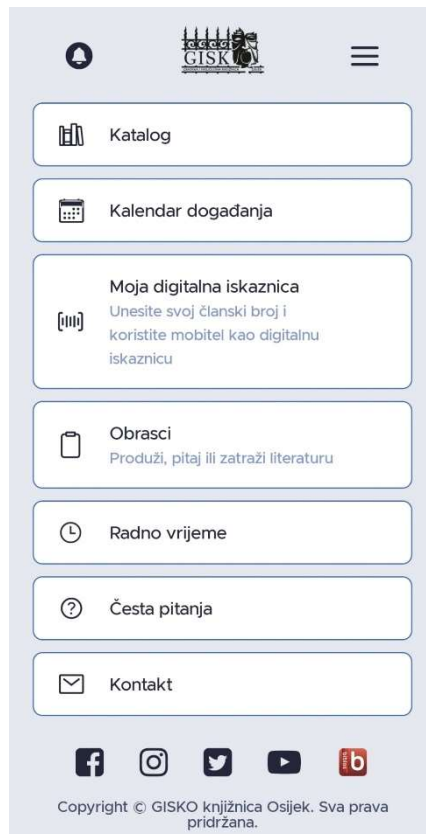 GISKO
Katalog
Kalendar događanja
Moja digitalna iskaznica
Unesite svoj članski broj i
koristite mobitel kao digitalnu
iskaznicu
Obrasci
Produži, pitaj ili zatraži literaturu
Radno vrijeme
Česta pitanja
Kontakt
Copyright © GISKO knjižnica Osijek. Sva prava
pridržana.